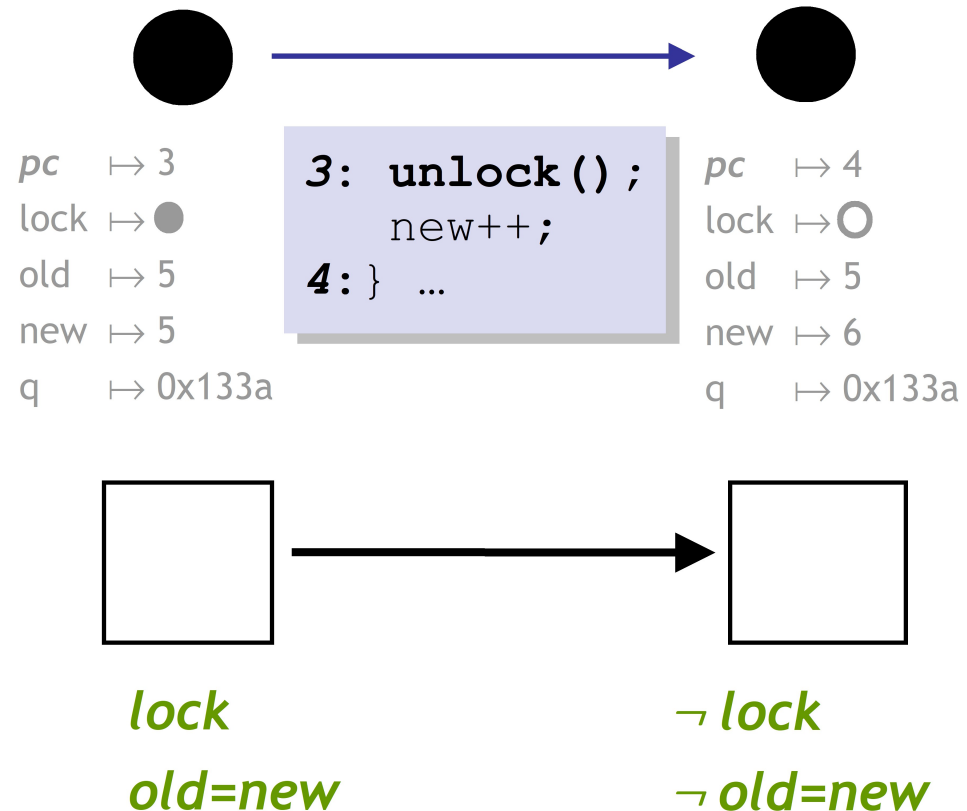 pc ↦ 3
lock ↦ ●
old ↦ 5
new ↦ 5
q ↦ 0x133a
3: unlock();
new++;
4:} …
pc ↦ 4
lock ↦ ○
old ↦ 5
new ↦ 6
q ↦ 0x133a
lock
old=new
¬ lock
¬ old=new